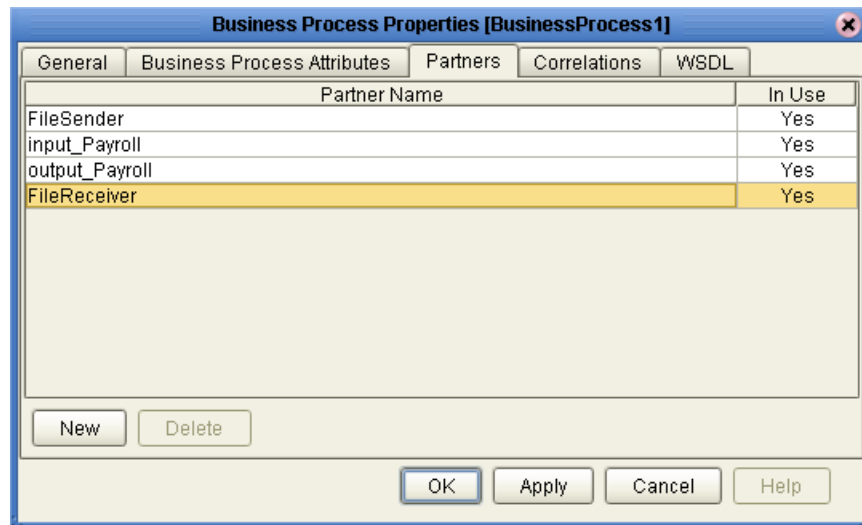 Business Process Properties [BusinessProcess1]
General Business Process Attributes Partners Correlations WSDL
Partner Name In Use
FileSender Yes
input_Payroll Yes
output_Payroll Yes
FileReceiver Yes
New Delete
OK Apply Cancel Help